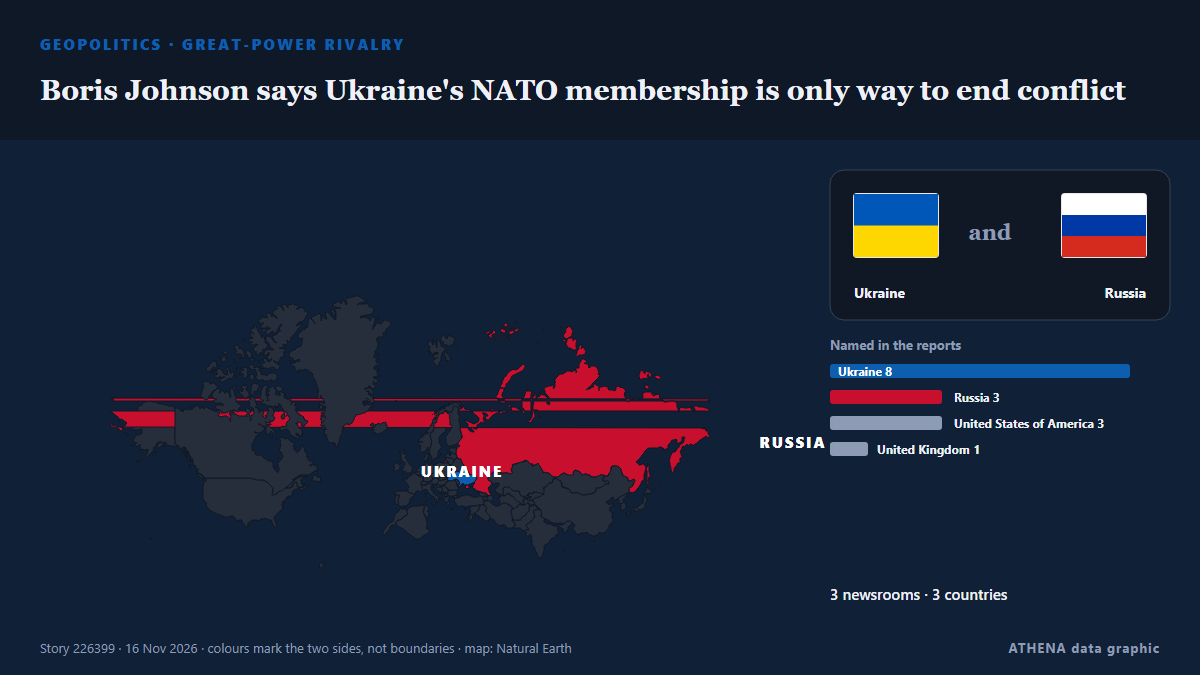 GEOPOLITICS · GREAT-POWER RIVALRY
Boris Johnson says Ukraine's NATO membership is only way to end conflict
and
Ukraine
Russia
Named in the reports
Ukraine 8
Russia 3
United States of America 3
United Kingdom 1
RUSSIA
UKRAINE
3 newsrooms · 3 countries
Story 226399 · 16 Nov 2026 · colours mark the two sides, not boundaries · map: Natural Earth
ATHENA data graphic